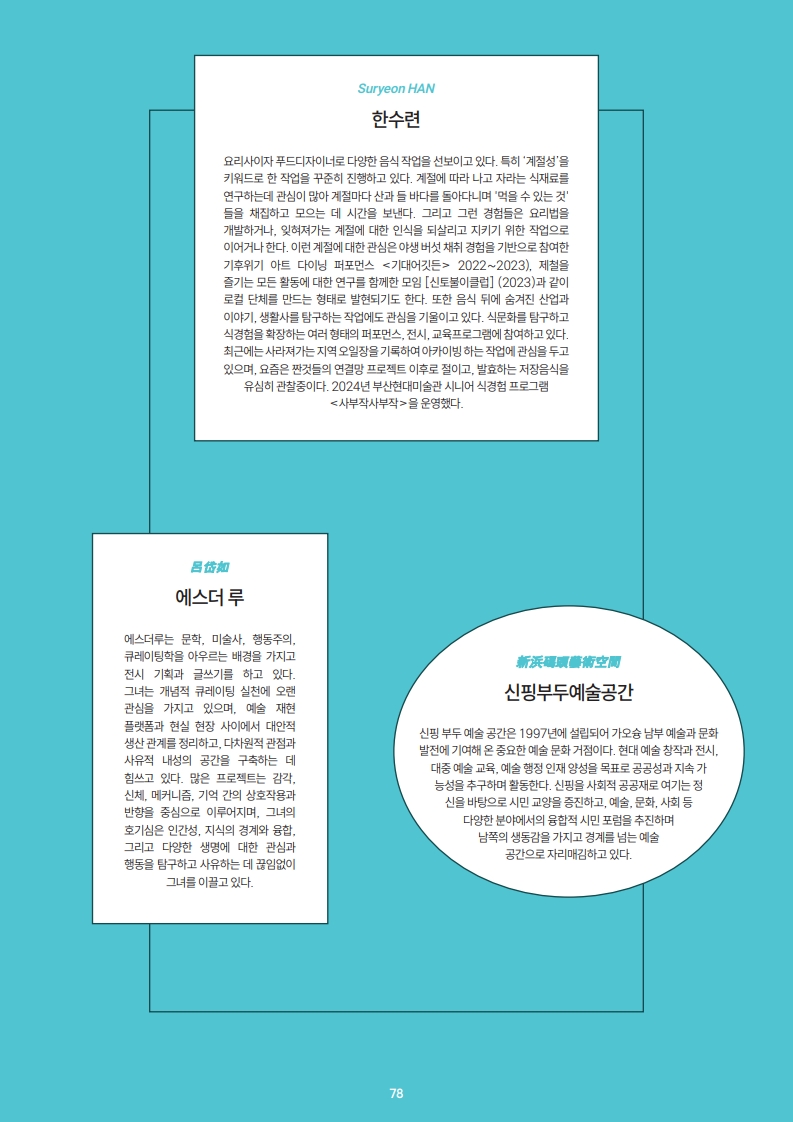 Suryeon HAN
한수련
요리사이자 푸드디자이너로 다양한 음식 작업을 선보이고 있다. 특히 ‘계절성’을
키워드로 한 작업을 꾸준히 진행하고 있다. 계절에 따라 나고 자라는 식재료를
연구하는데 관심이 많아 계절마다 산과 들 바다를 돌아다니며 ‘먹을 수 있는 것’
들을 채집하고 모으는 데 시간을 보낸다. 그리고 그런 경험들은 요리법을
개발하거나, 잊혀져가는 계절에 대한 인식을 되살리고 지키기 위한 작업으로
이어거나 한다. 이런 계절에 대한 관심은 야생 버섯 채취 경험을 기반으로 참여한
기후위기 아트 다이닝 퍼포먼스 <기대어깃든> 2022~2023), 제철을
즐기는 모든 활동에 대한 연구를 함께한 모임 [신토불이클럽] (2023)과 같이
로컬 단체를 만드는 형태로 발현되기도 한다. 또한 음식 뒤에 숨겨진 산업과
이야기, 생활사를 탐구하는 작업에도 관심을 기울이고 있다. 식문화를 탐구하고
식경험을 확장하는 여러 형태의 퍼포먼스, 전시, 교육프로그램에 참여하고 있다.
최근에는 사라져가는 지역 오일장을 기록하여 아카이빙 하는 작업에 관심을 두고
있으며, 요즘은 짠것들의 연결망 프로젝트 이후로 절이고, 발효하는 저장음식을
유심히 관찰중이다. 2024년 부산현대미술관 시니어 식경험 프로그램
<사부작사부작>을 운영했다.
呂岱如
에스더 루
에스더루는 문학, 미술사, 행동주의,
큐레이팅학을 아우르는 배경을 가지고
전시 기획과 글쓰기를 하고 있다.
그녀는 개념적 큐레이팅 실천에 오랜
관심을 가지고 있으며, 예술 재현
플랫폼과 현실 현장 사이에서 대안적
생산 관계를 정리하고, 다차원적 관점과
사유적 내성의 공간을 구축하는 데
힘쓰고 있다. 많은 프로젝트는 감각,
신체, 메커니즘, 기억 간의 상호작용과
반향을 중심으로 이루어지며, 그녀의
호기심은 인간성, 지식의 경계와 융합,
그리고 다양한 생명에 대한 관심과
행동을 탐구하고 사유하는 데 끊임없이
그녀를 이끌고 있다.
新浜碼頭藝術空間
신핑부두예술공간
신핑 부두 예술 공간은 1997년에 설립되어 가오슝 남부 예술과 문화
발전에 기여해 온 중요한 예술 문화 거점이다. 현대 예술 창작과 전시,
대중 예술 교육, 예술 행정 인재 양성을 목표로 공공성과 지속 가
능성을 추구하며 활동한다. 신핑을 사회적 공공재로 여기는 정
신을 바탕으로 시민 교양을 증진하고, 예술, 문화, 사회 등
다양한 분야에서의 융합적 시민 포럼을 추진하며
남쪽의 생동감을 가지고 경계를 넘는 예술
공간으로 자리매김하고 있다.
78